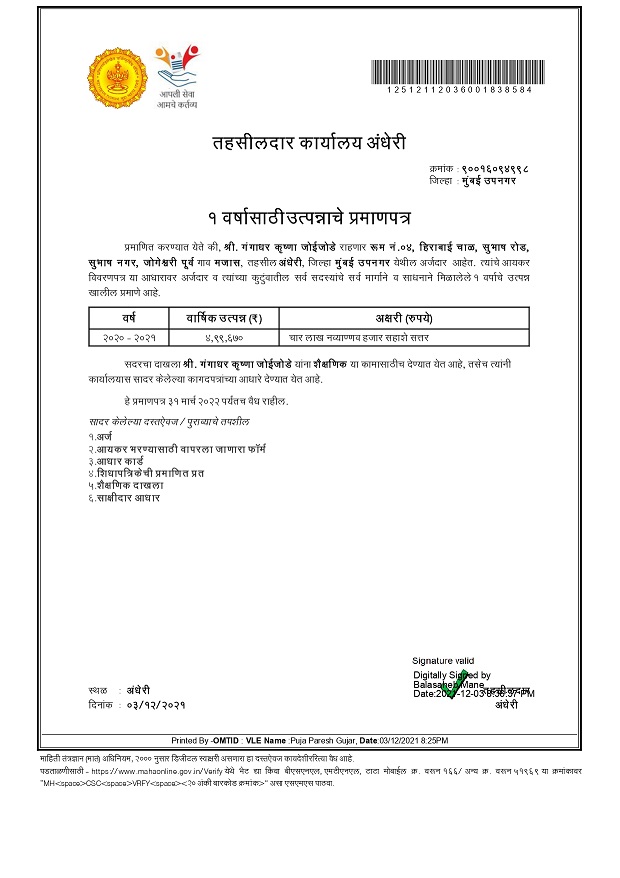 आपली सेवा
आमचे कर्तव्य
12512112036001838584
तहसीलदार कार्यालय अंधेरी
क्रमांक : ९००१६०९४९९८
जिल्हा : मुंबई उपनगर
१ वर्षासाठी उत्पन्नाचे प्रमाणपत्र
प्रमाणित करण्यात येते की, श्री. गंगाधर कृष्णा जोईजोडे राहणार रूम नं.०४, हिराबाई चाळ, सुभाष रोड,
सुभाष नगर, जोगेश्वरी पूर्व गाव मजास, तहसील अंधेरी, जिल्हा मुंबई उपनगर येथील अर्जदार आहेत. त्यांचे आयकर
विवरणपत्र या आधारावर अर्जदार व त्यांच्या कुटुंबातील सर्व सदस्यांचे सर्व मार्गाने व साधनाने मिळालेले १ वर्षाचे उत्पन्न
खालील प्रमाणे आहे.
वर्ष वार्षिक उत्पन्न (₹) अक्षरी (रुपये)
२०२० - २०२१ ४,९९,६७० चार लाख नव्याण्णव हजार सहाशे सत्तर
सदरचा दाखला श्री. गंगाधर कृष्णा जोईजोडे यांना शैक्षणिक या कामासाठीच देण्यात येत आहे, तसेच त्यांनी
कार्यालयास सादर केलेल्या कागदपत्रांच्या आधारे देण्यात येत आहे.
हे प्रमाणपत्र ३१ मार्च २०२२ पर्यंतच वैध राहील.
सादर केलेल्या दस्तऐवज / पुराव्याचे तपशील
१.अर्ज
२.आयकर भरण्यासाठी वापरला जाणारा फॉर्म
३.आधार कार्ड
४.शिधापत्रिकेची प्रमाणित प्रत
५.शैक्षणिक दाखला
६.साक्षीदार आधार
Signature valid
Digitally Signed by
Balasaheb Mane
Date:2021-12-03 8:36:37 PM
तहसीलदार
अंधेरी
स्थळ : अंधेरी
दिनांक : ०३/१२/२०२१
Printed By -OMTID : VLE Name :Puja Paresh Gujar, Date:03/12/2021 8:25PM
माहिती तंत्रज्ञान (मातं) अधिनियम, २००० नुसार डिजीटल स्वाक्षरी असणारा हा दस्तऐवज कायदेशीररित्या वैध आहे.
पडताळणीसाठी - https://www.mahaonline.gov.in/Verify येथे भेट द्या किंवा बीएसएनएल, एमटीएनएल, टाटा मोबाईल क्र. वरून १६६/ अन्य क्र. वरून ५१९६९ या क्रमांकावर
"MH<space>CSC<space>VRFY<space><२० अंकी बारकोड क्रमांक>" असा एसएमएस पाठवा.